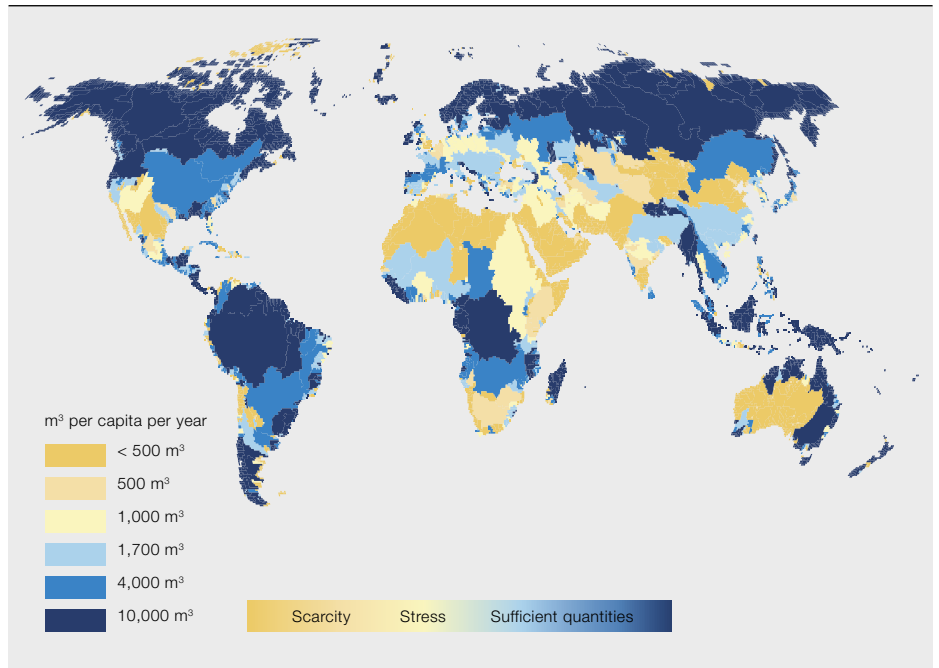 m³ per capita per year
< 500 m³
500 m³
1,000 m³
1,700 m³
4,000 m³
10,000 m³
Scarcity Stress Sufficient quantities